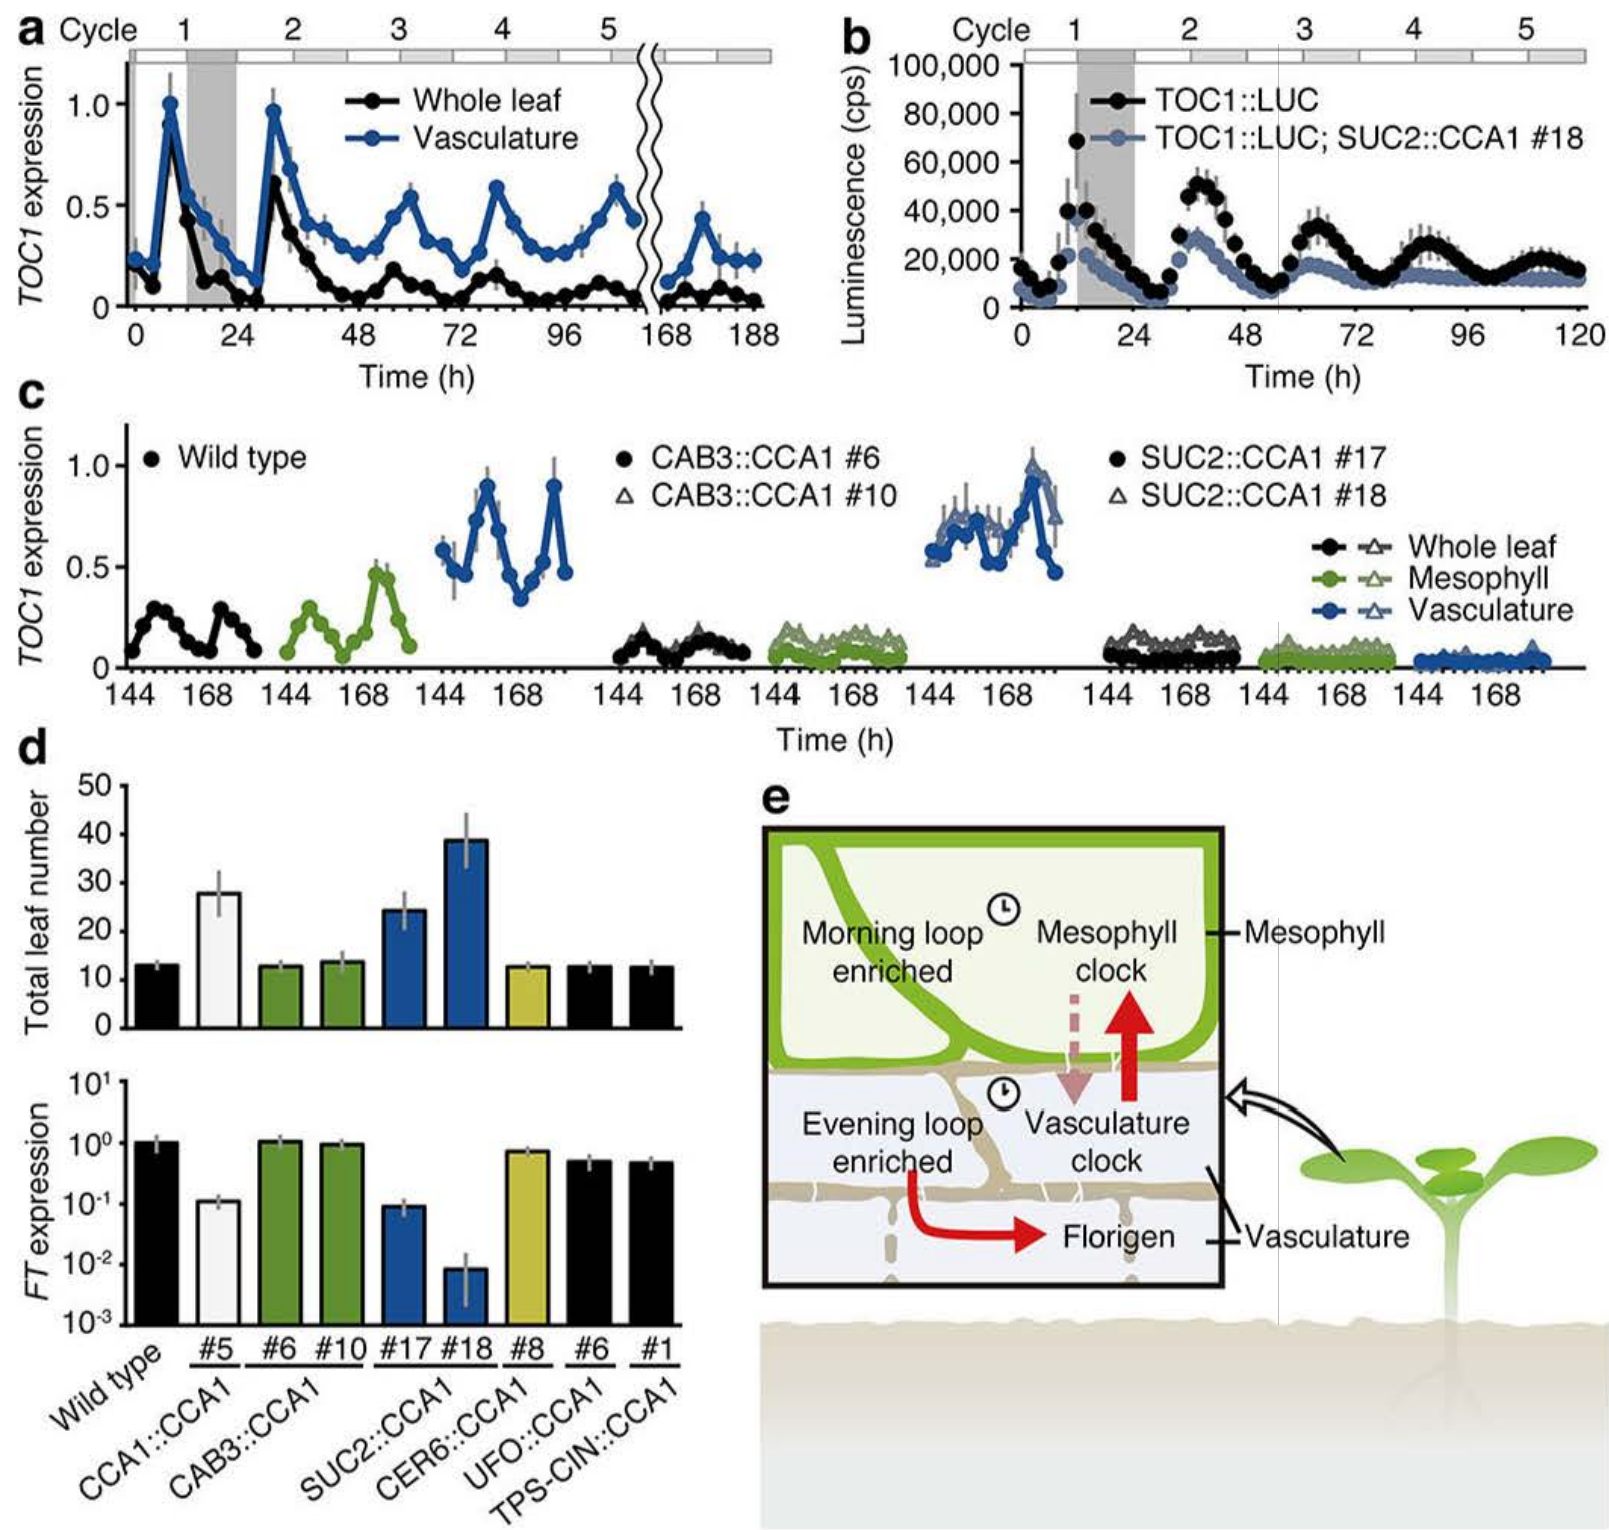 a
Cycle 1 2 3 4 5
TOC1 expression
1.0
0.5
0
Whole leaf
Vasculature
0 24 48 72 96 168 188
Time (h)
b
Cycle 1 2 3 4 5
Luminescence (cps)
100,000
80,000
60,000
40,000
20,000
0
TOC1::LUC
TOC1::LUC; SUC2::CCA1 #18
0 24 48 72 96 120
Time (h)
c
TOC1 expression
1.0
0.5
0
Wild type
CAB3::CCA1 #6
CAB3::CCA1 #10
SUC2::CCA1 #17
SUC2::CCA1 #18
Whole leaf
Mesophyll
Vasculature
144 168 144 168 144 168 144 168 144 168 144 168 144 168 144 168 144 168
Time (h)
d
Total leaf number
50
40
30
20
10
0
FT expression
10¹
10⁰
10⁻¹
10⁻²
10⁻³
#5 #6 #10 #17 #18 #8 #6 #1
Wild type
CCA1::CCA1
CAB3::CCA1
SUC2::CCA1
CER6::CCA1
UFO::CCA1
TPS-CIN::CCA1
e
Morning loop
enriched
Mesophyll
clock
Mesophyll
Evening loop
enriched
Vasculature
clock
Florigen
Vasculature